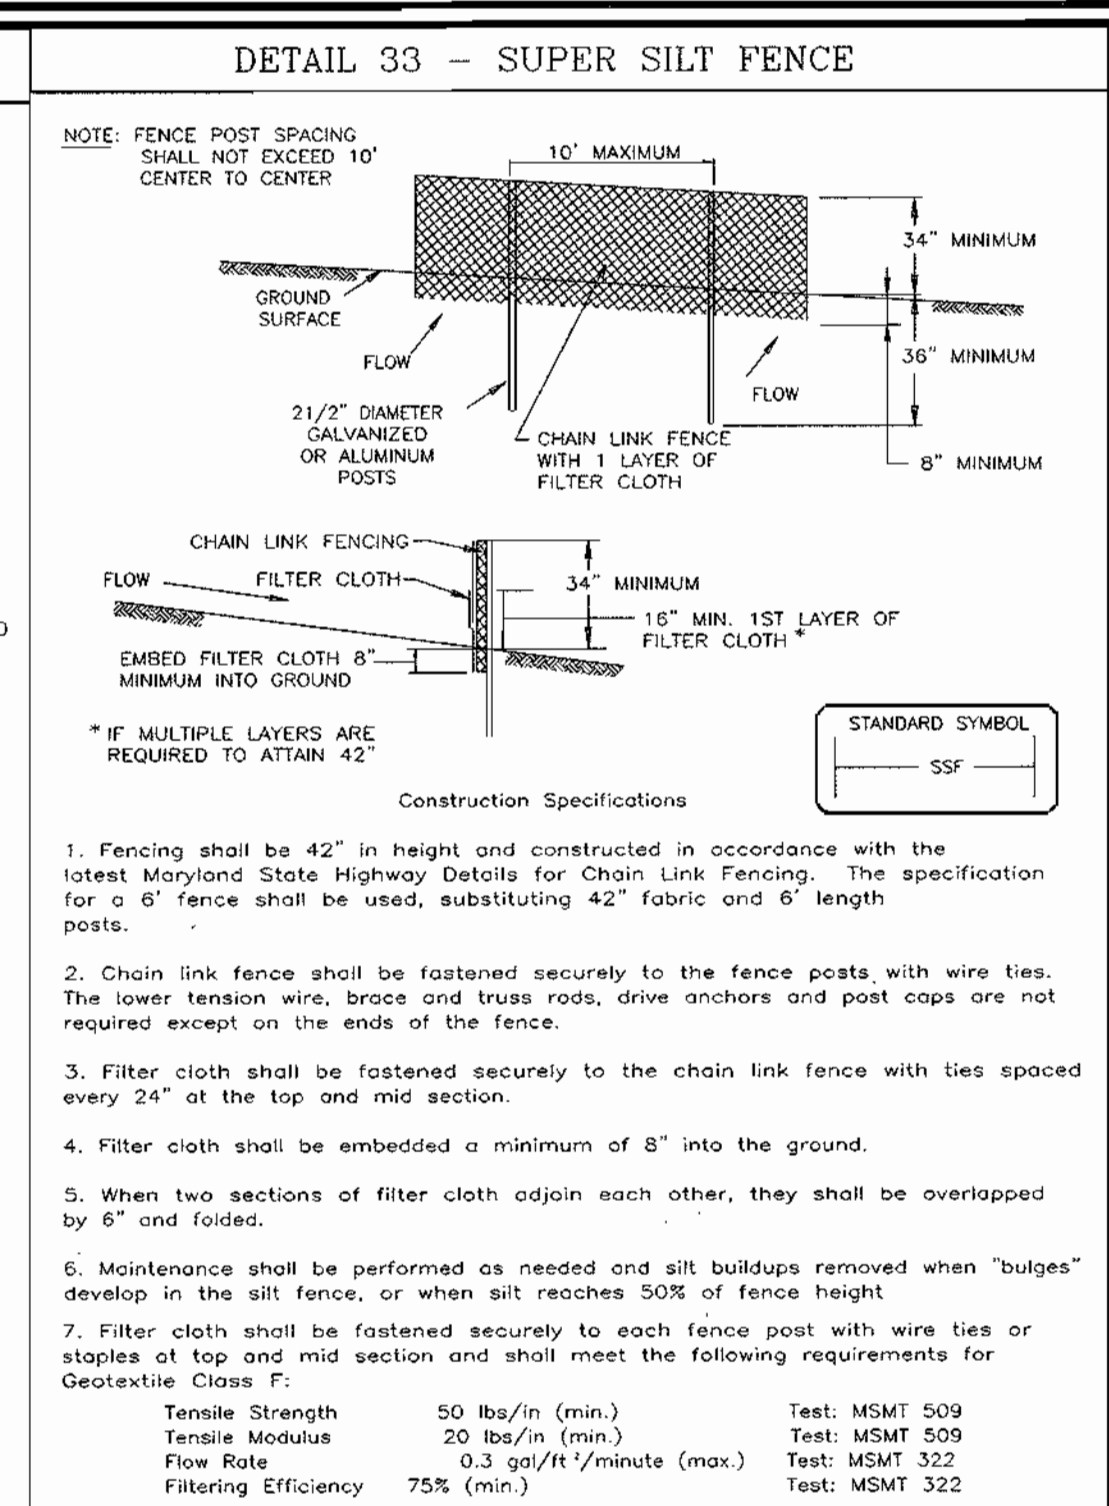 DETAIL 33 - SUPER SILT FENCE
NOTE: FENCE POST SPACING
SHALL NOT EXCEED 10'
CENTER TO CENTER
10' MAXIMUM
34" MINIMUM
GROUND
SURFACE
FLOW
36" MINIMUM
FLOW
21/2" DIAMETER
GALVANIZED
OR ALUMINUM
POSTS
CHAIN LINK FENCE
WITH 1 LAYER OF
FILTER CLOTH
8" MINIMUM
CHAIN LINK FENCING
FLOW
FILTER CLOTH
34" MINIMUM
16" MIN. 1ST LAYER OF
FILTER CLOTH *
EMBED FILTER CLOTH 8"
MINIMUM INTO GROUND
* IF MULTIPLE LAYERS ARE
REQUIRED TO ATTAIN 42"
STANDARD SYMBOL
SSF
Construction Specifications
1. Fencing shall be 42" in height and constructed in accordance with the
latest Maryland State Highway Details for Chain Link Fencing. The specification
for a 6' fence shall be used, substituting 42" fabric and 6' length
posts.
2. Chain link fence shall be fastened securely to the fence posts with wire ties.
The lower tension wire, brace and truss rods, drive anchors and post caps are not
required except on the ends of the fence.
3. Filter cloth shall be fastened securely to the chain link fence with ties spaced
every 24" at the top and mid section.
4. Filter cloth shall be embedded a minimum of 8" into the ground.
5. When two sections of filter cloth adjoin each other, they shall be overlapped
by 6" and folded.
6. Maintenance shall be performed as needed and silt buildups removed when "bulges"
develop in the silt fence, or when silt reaches 50% of fence height
7. Filter cloth shall be fastened securely to each fence post with wire ties or
staples at top and mid section and shall meet the following requirements for
Geotextile Class F:
Tensile Strength 50 lbs/in (min.) Test: MSMT 509
Tensile Modulus 20 lbs/in (min.) Test: MSMT 509
Flow Rate 0.3 gal/ft²/minute (max.) Test: MSMT 322
Filtering Efficiency 75% (min.) Test: MSMT 322